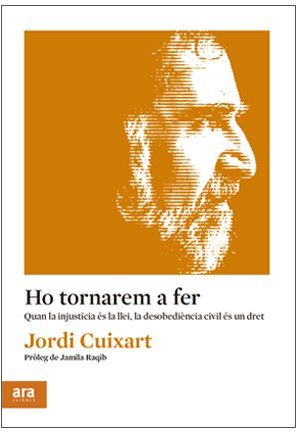 Ho tornarem a fer
Quan la injustícia és la llei, la desobediència civil és un dret
Jordi Cuixart
Pròleg de Jamila Raqib
ara
LLIBRES